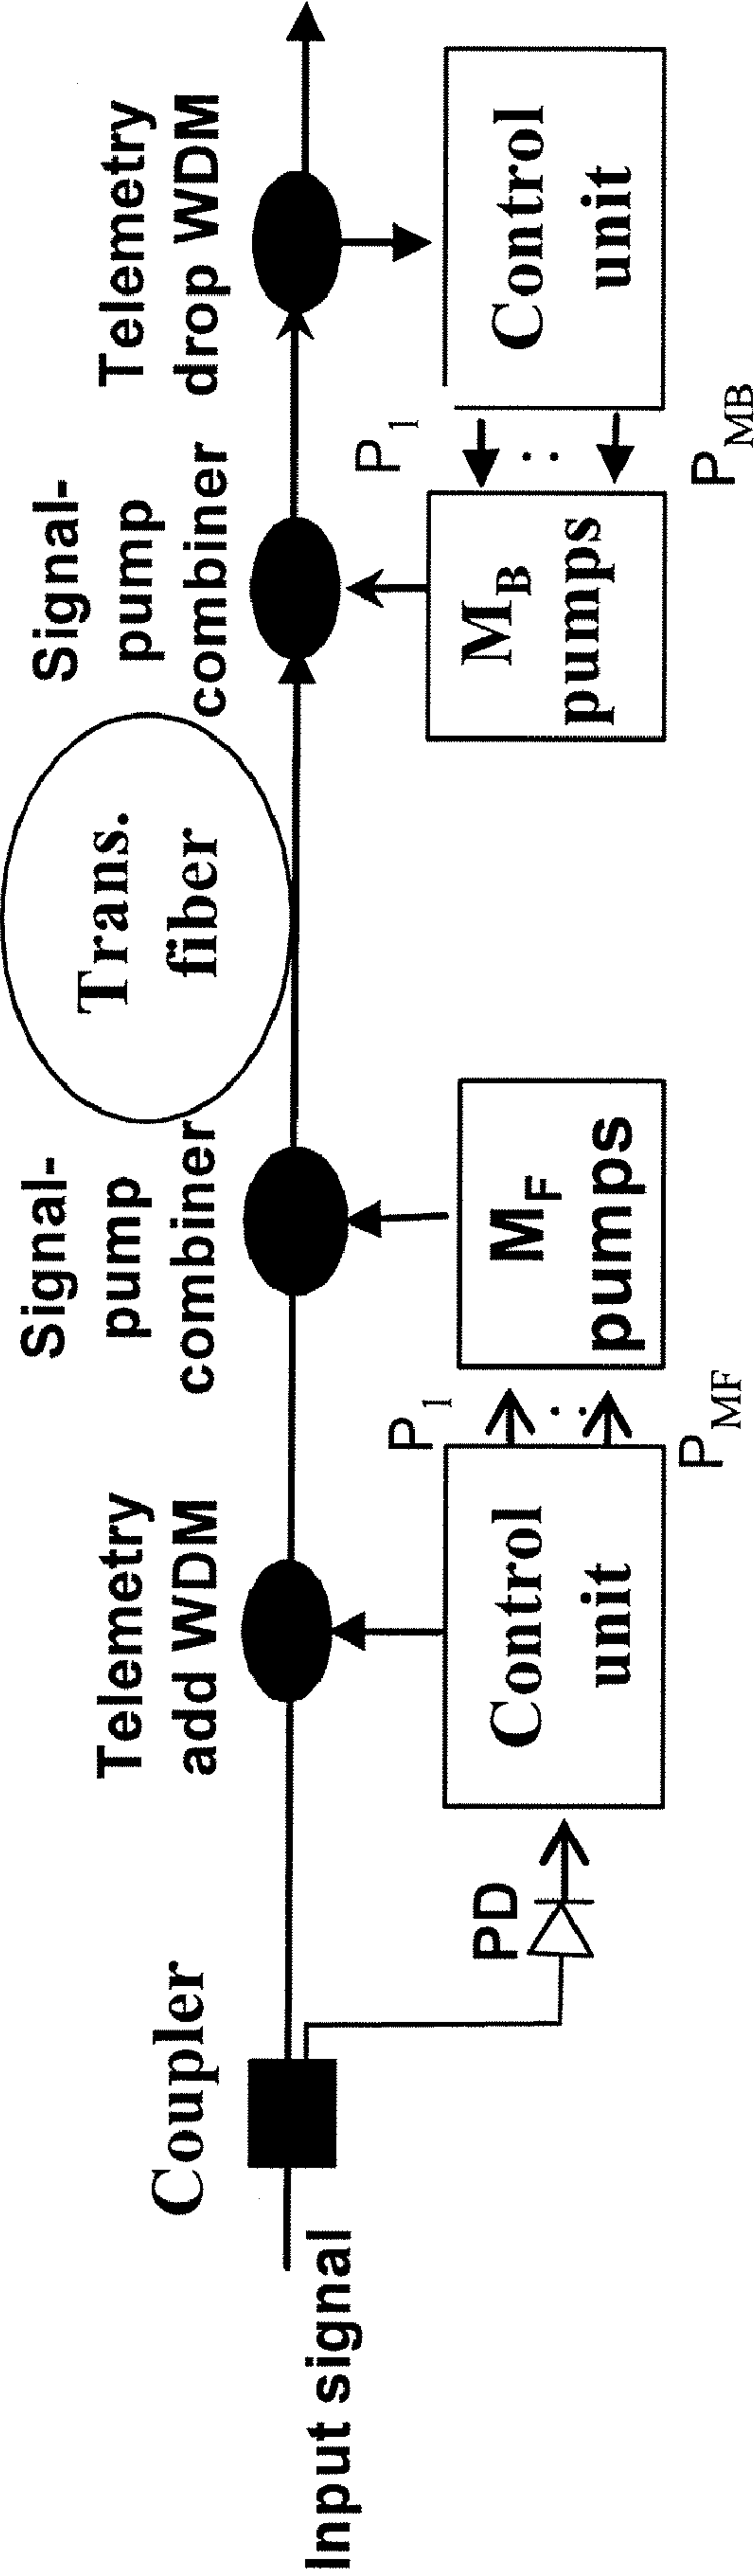 Input signal
Coupler
PD
Telemetry
add WDM
Control
unit
P1
PMF
Signal-
pump
combiner
MF
pumps
Trans.
fiber
Signal-
pump
combiner
MB
pumps
P1
PMB
Telemetry
drop WDM
Control
unit